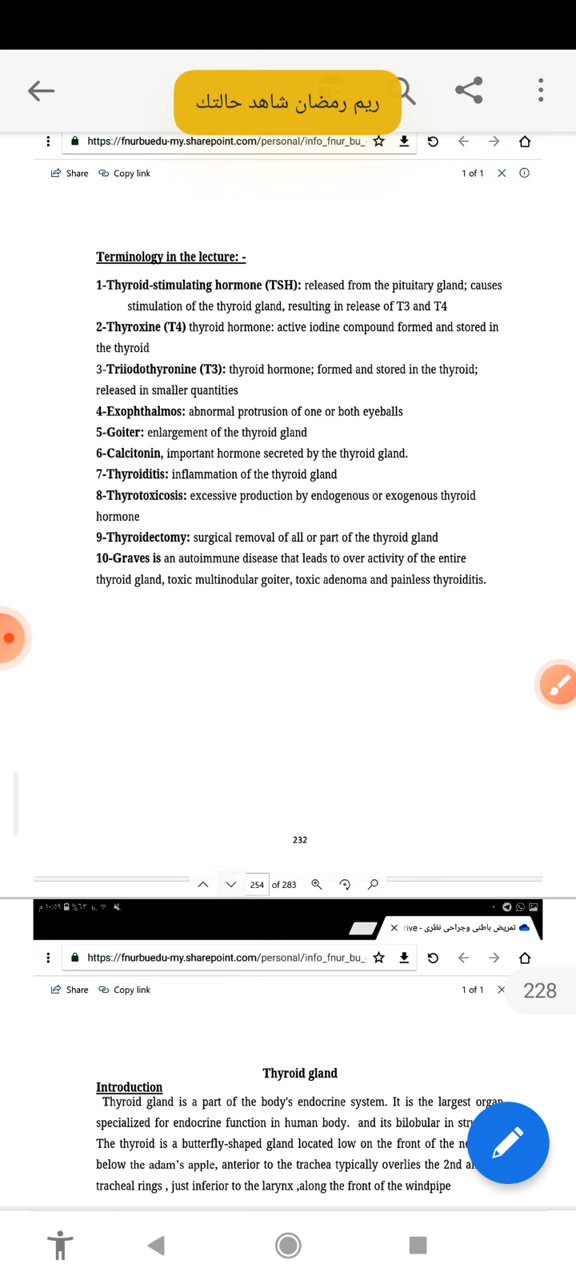 ريم رمضان شاهد حالتك
https://fnurbuedu-my.sharepoint.com/personal/info_fnur_bu_
Share Copy link 1 of 1
Terminology in the lecture: -
1-Thyroid-stimulating hormone (TSH): released from the pituitary gland; causes
stimulation of the thyroid gland, resulting in release of T3 and T4
2-Thyroxine (T4) thyroid hormone: active iodine compound formed and stored in
the thyroid
3-Triiodothyronine (T3): thyroid hormone; formed and stored in the thyroid;
released in smaller quantities
4-Exophthalmos: abnormal protrusion of one or both eyeballs
5-Goiter: enlargement of the thyroid gland
6-Calcitonin, important hormone secreted by the thyroid gland.
7-Thyroiditis: inflammation of the thyroid gland
8-Thyrotoxicosis: excessive production by endogenous or exogenous thyroid
hormone
9-Thyroidectomy: surgical removal of all or part of the thyroid gland
10-Graves is an autoimmune disease that leads to over activity of the entire
thyroid gland, toxic multinodular goiter, toxic adenoma and painless thyroiditis.
232
254 of 283
تمريض باطني وجراحي نظري - rive
https://fnurbuedu-my.sharepoint.com/personal/info_fnur_bu_
Share Copy link 1 of 1
228
Thyroid gland
Introduction
Thyroid gland is a part of the body's endocrine system. It is the largest organ
specialized for endocrine function in human body. and its bilobular in
The thyroid is a butterfly-shaped gland located low on the front of the
below the adam's apple, anterior to the trachea typically overlies the 2nd
tracheal rings , just inferior to the larynx ,along the front of the windpipe